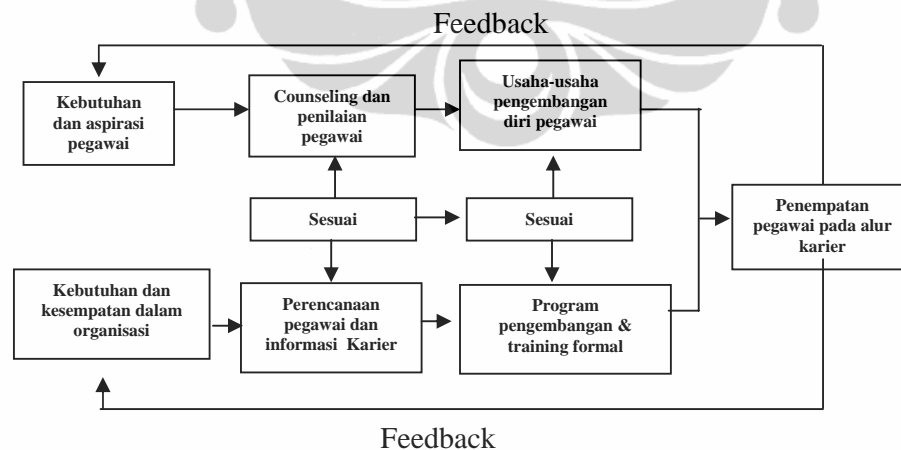 Feedback
Kebutuhan
dan aspirasi
pegawai
Counseling dan
penilaian
pegawai
Usaha-usaha
pengembangan
diri pegawai
Sesuai
Sesuai
Penempatan
pegawai pada alur
karier
Kebutuhan dan
kesempatan dalam
organisasi
Perencanaan
pegawai dan
informasi Karier
Program
pengembangan &
training formal
Feedback